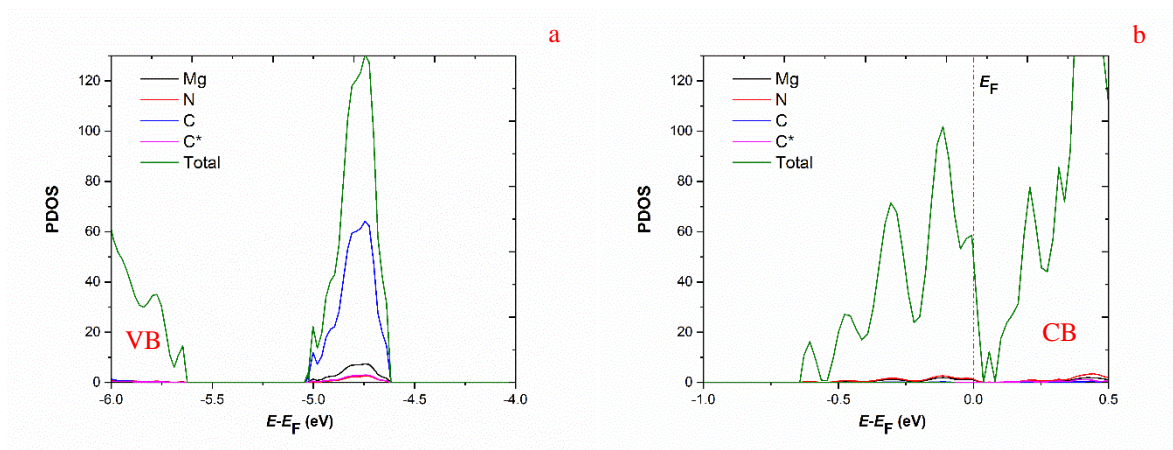 a
PDOS
120
100
80
60
40
20
0
Mg
N
C
C*
Total
VB
-6.0 -5.5 -5.0 -4.5 -4.0
E-EF (eV)
b
PDOS
120
100
80
60
40
20
0
Mg
N
C
C*
Total
EF
CB
-1.0 -0.5 0.0 0.5
E-EF (eV)